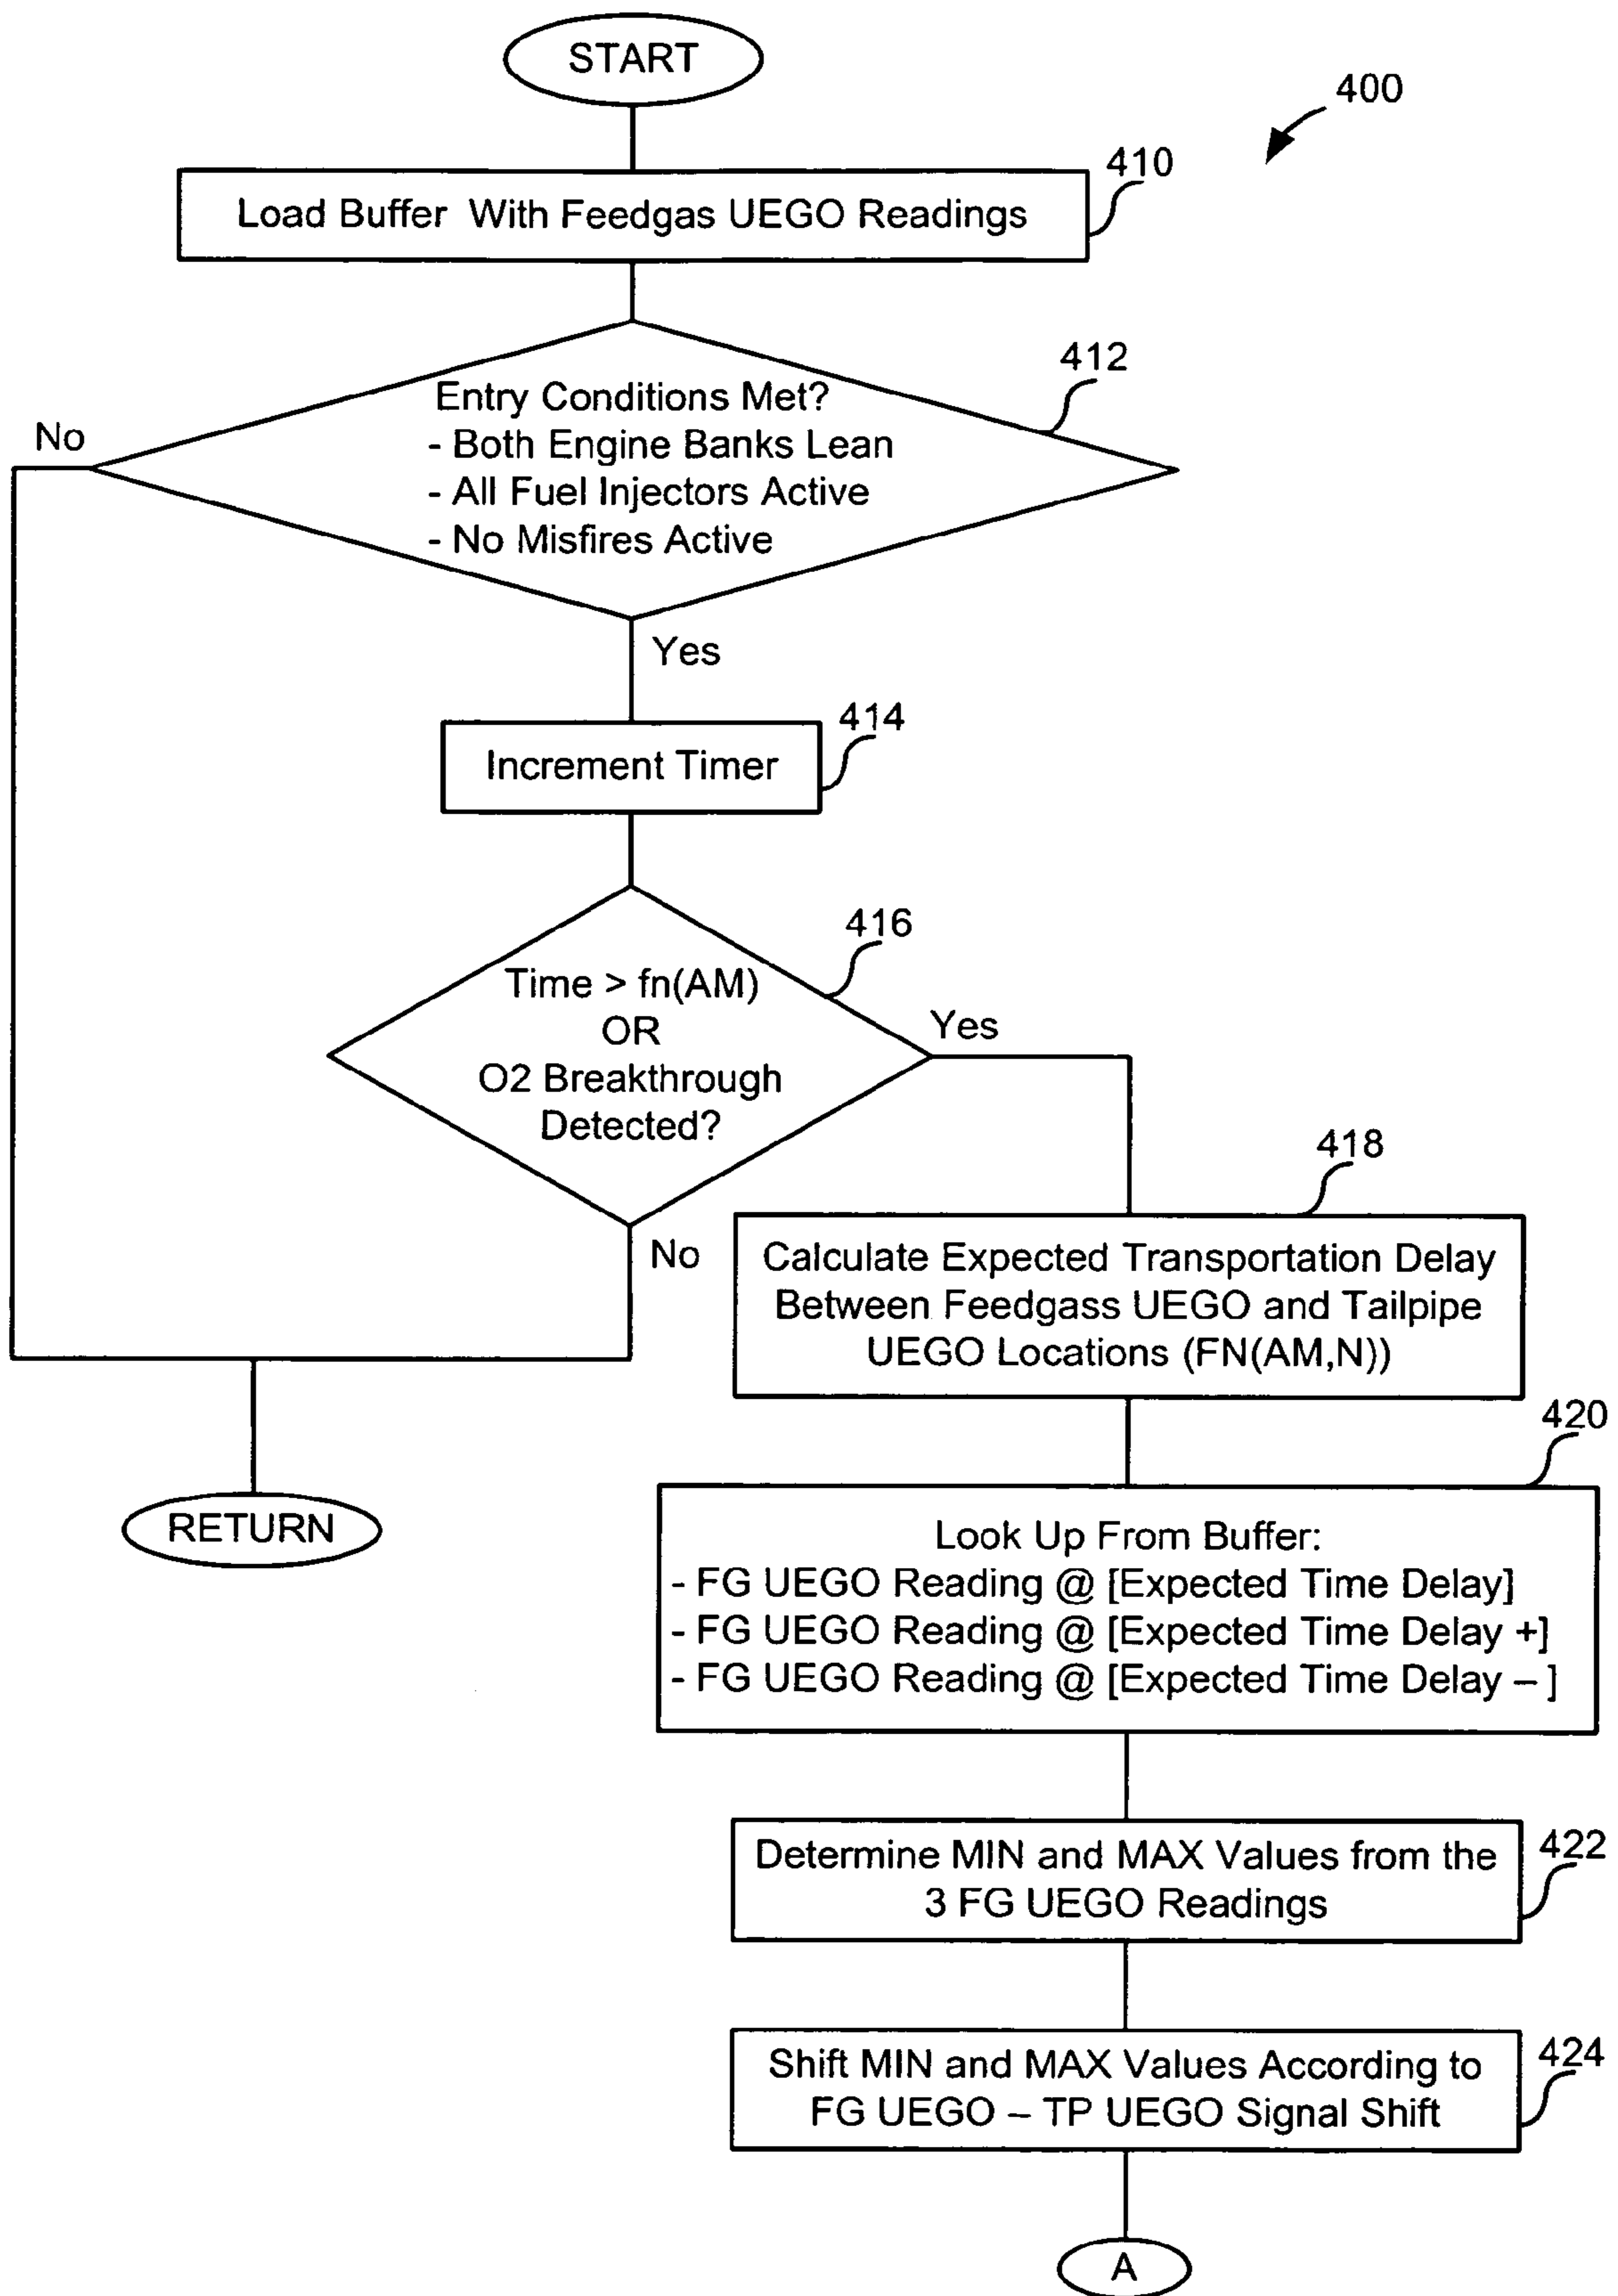 START
400
410
Load Buffer With Feedgas UEGO Readings
412
Entry Conditions Met?
- Both Engine Banks Lean
- All Fuel Injectors Active
- No Misfires Active
No
Yes
414
Increment Timer
416
Time > fn(AM)
OR
O2 Breakthrough
Detected?
Yes
No
418
Calculate Expected Transportation Delay
Between Feedgass UEGO and Tailpipe
UEGO Locations (FN(AM,N))
RETURN
420
Look Up From Buffer:
- FG UEGO Reading @ [Expected Time Delay]
- FG UEGO Reading @ [Expected Time Delay +]
- FG UEGO Reading @ [Expected Time Delay – ]
422
Determine MIN and MAX Values from the
3 FG UEGO Readings
424
Shift MIN and MAX Values According to
FG UEGO – TP UEGO Signal Shift
A